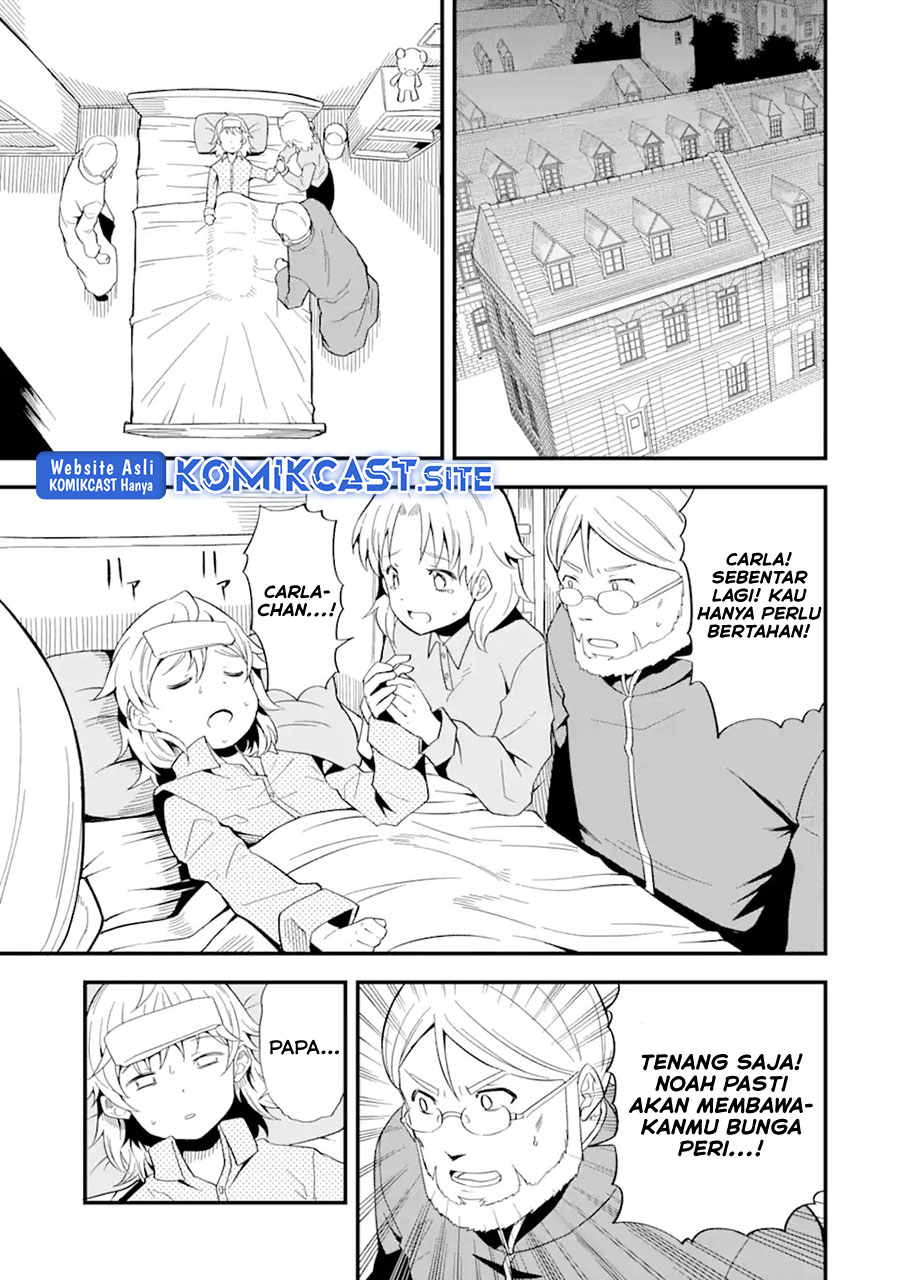 Website Asli
KOMIKCAST Hanya
KOMIKCAST.SITE
CARLA!
SEBENTAR
LAGI! KAU
HANYA PERLU
BERTAHAN!
CARLA-
CHAN...!
TENANG SAJA!
NOAH PASTI
AKAN MEMBAWA-
KANMU BUNGA
PERI...!
PAPA...